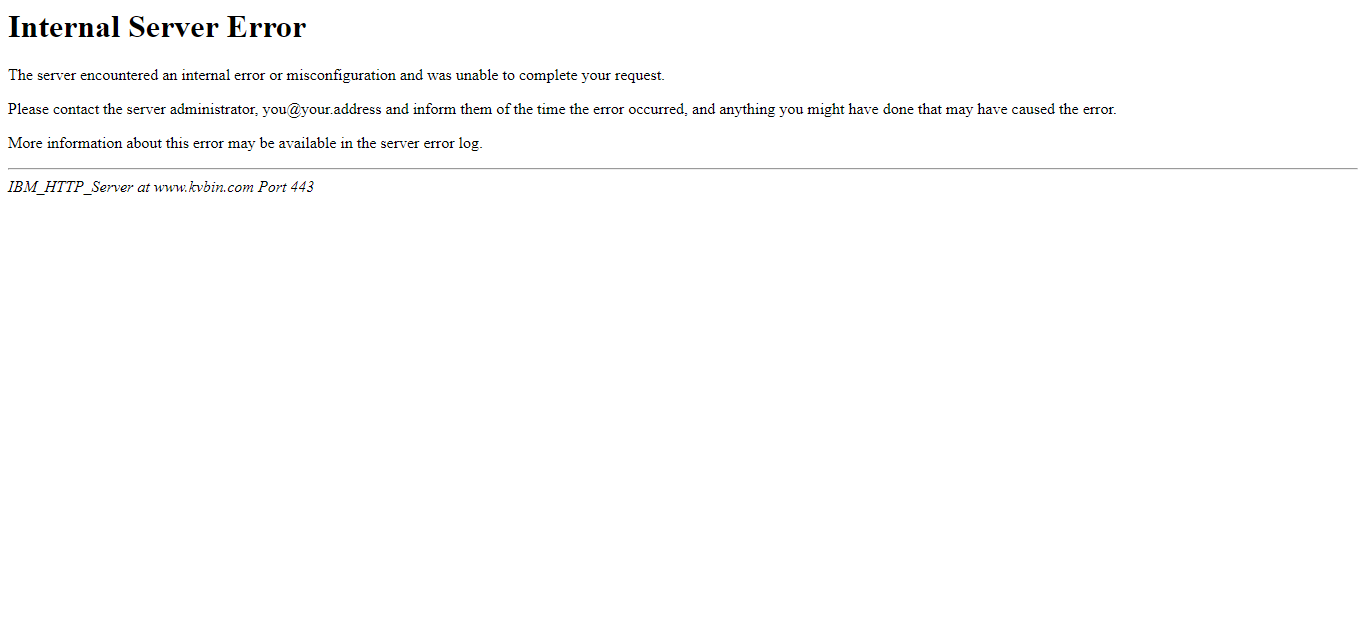 Internal Server Error
The server encountered an internal error or misconfiguration and was unable to complete your request.
Please contact the server administrator, you@your.address and inform them of the time the error occurred, and anything you might have done that may have caused the error.
More information about this error may be available in the server error log.
IBM_HTTP_Server at www.kvbin.com Port 443